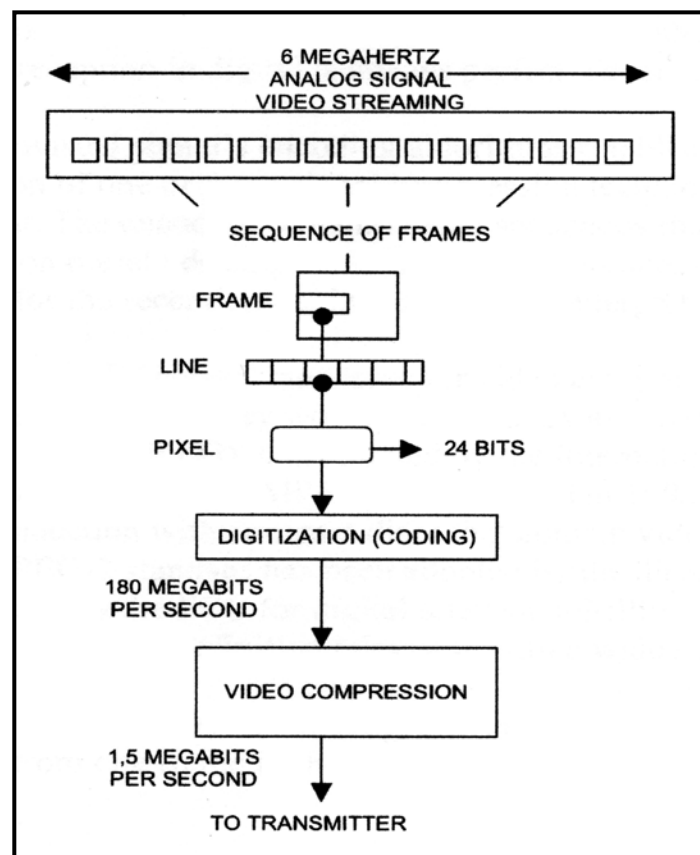 6 MEGAHERTZ
ANALOG SIGNAL
VIDEO STREAMING
SEQUENCE OF FRAMES
FRAME
LINE
PIXEL
24 BITS
DIGITIZATION (CODING)
180 MEGABITS
PER SECOND
VIDEO COMPRESSION
1,5 MEGABITS
PER SECOND
TO TRANSMITTER